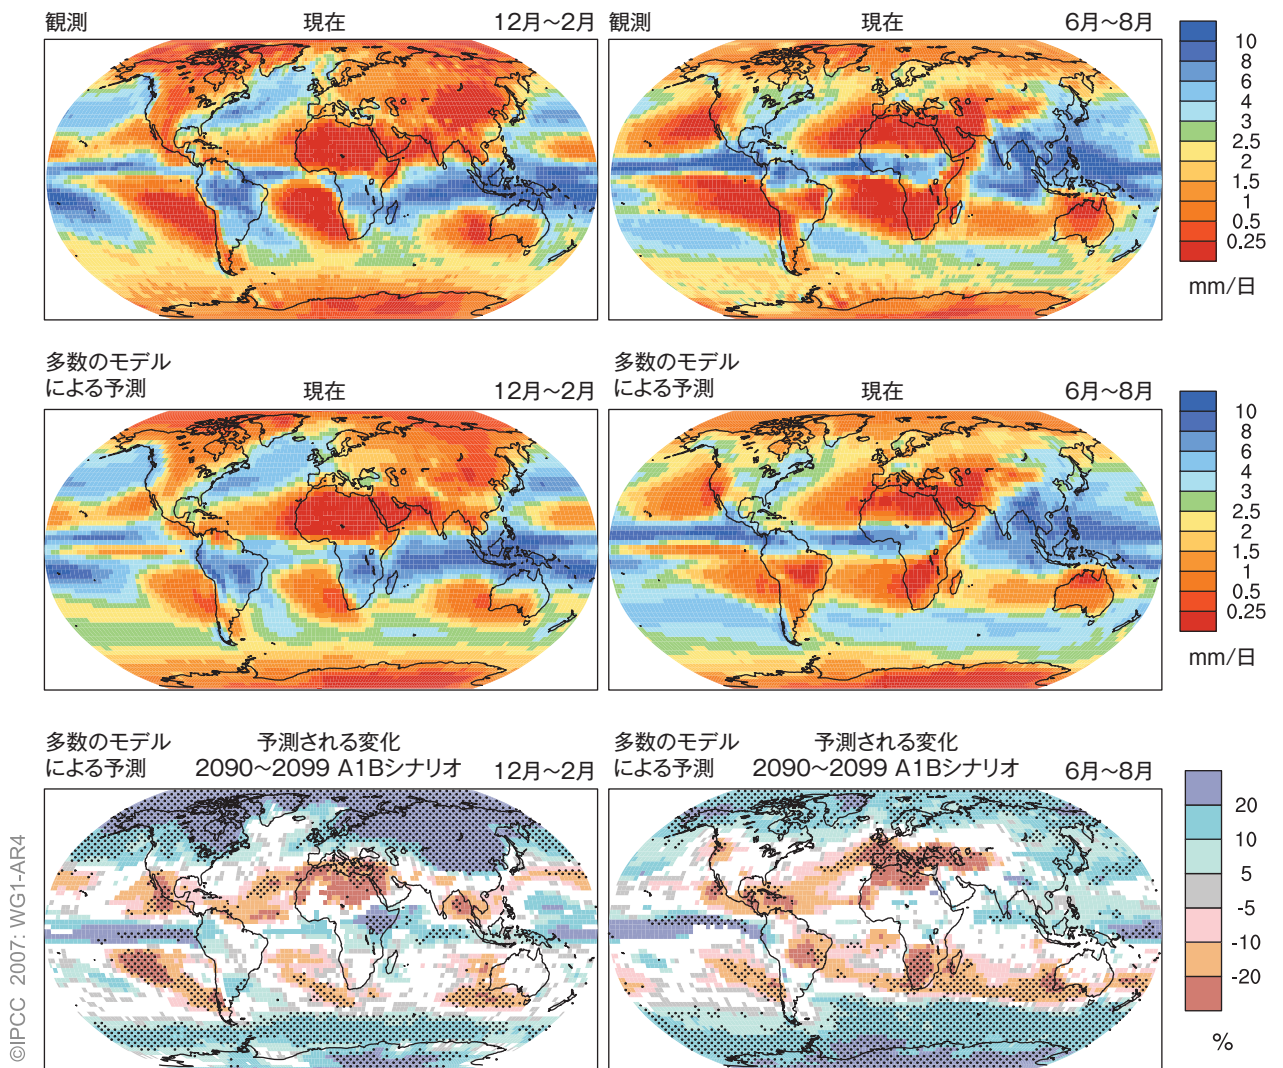 観測 現在 12月～2月
観測 現在 6月～8月
10
8
6
4
3
2.5
2
1.5
1
0.5
0.25
mm/日
多数のモデル
による予測 現在 12月～2月
多数のモデル
による予測 現在 6月～8月
10
8
6
4
3
2.5
2
1.5
1
0.5
0.25
mm/日
多数のモデル 予測される変化
による予測 2090～2099 A1Bシナリオ 12月～2月
多数のモデル 予測される変化
による予測 2090～2099 A1Bシナリオ 6月～8月
20
10
5
-5
-10
-20
%
©IPCC 2007: WG1-AR4